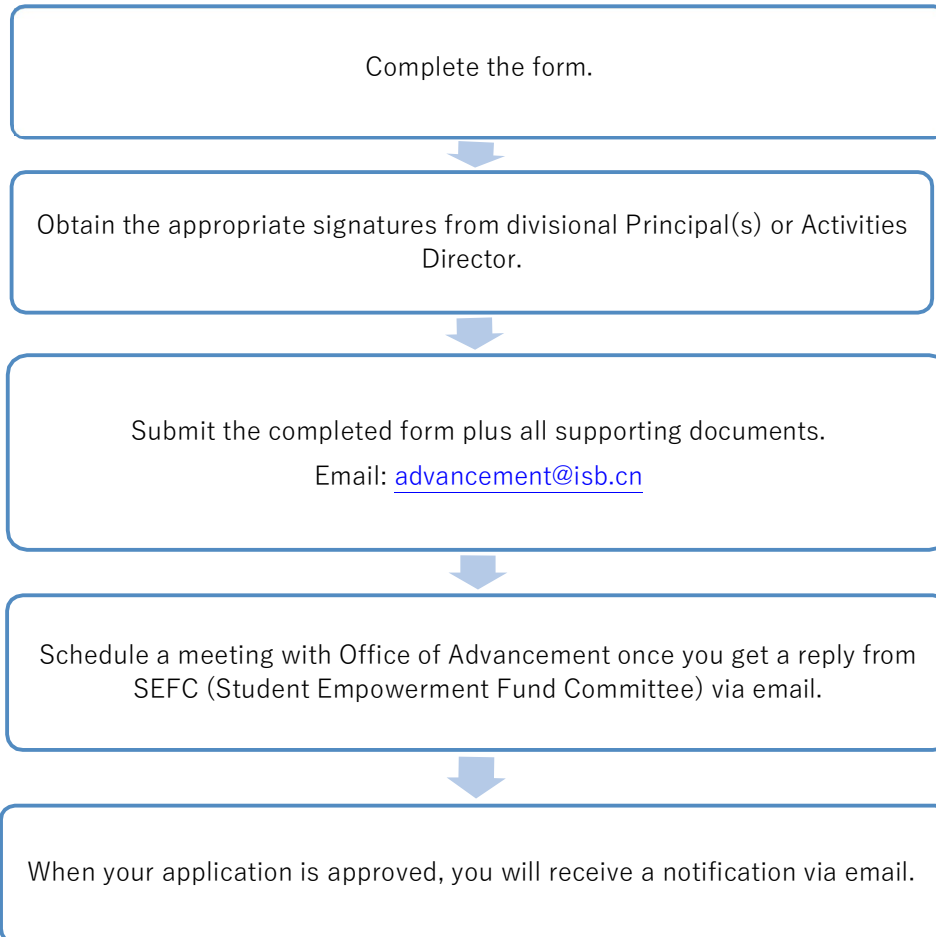 Complete the form.
Obtain the appropriate signatures from divisional Principal(s) or Activities
Director.
Submit the completed form plus all supporting documents.
Email: advancement@isb.cn
Schedule a meeting with Office of Advancement once you get a reply from
SEFC (Student Empowerment Fund Committee) via email.
When your application is approved, you will receive a notification via email.